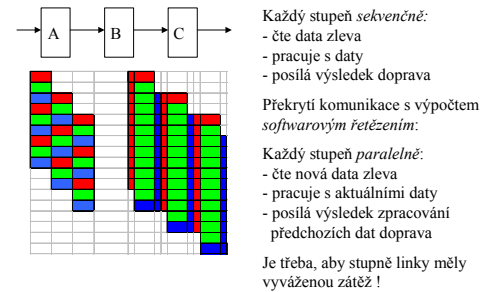 A B C
Každý stupeň sekvenčně:
- čte data zleva
- pracuje s daty
- posílá výsledek doprava
Překrytí komunikace s výpočtem
softwarovým řetězením:
Každý stupeň paralelně:
- čte nová data zleva
- pracuje s aktuálními daty
- posílá výsledek zpracování
předchozích dat doprava
Je třeba, aby stupně linky měly
vyváženou zátěž !